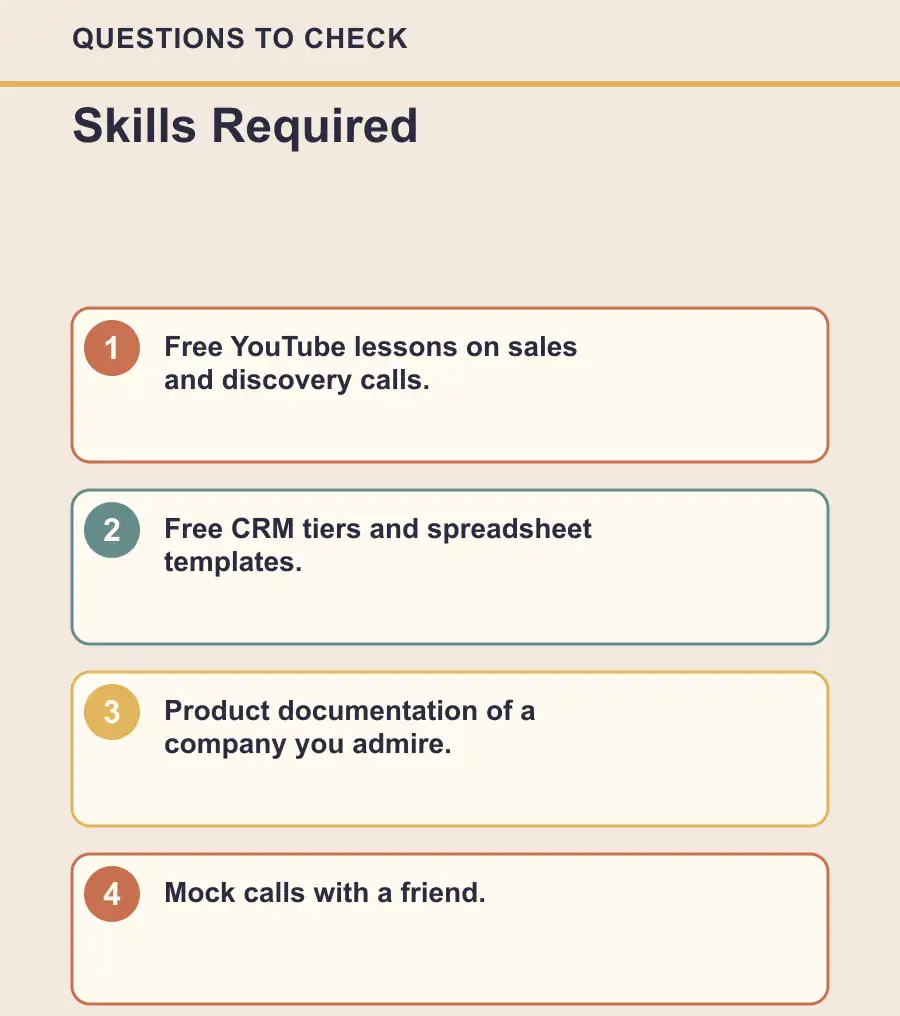 QUESTIONS TO CHECK
Skills Required
1
Free YouTube lessons on sales
and discovery calls.
2
Free CRM tiers and spreadsheet
templates.
3
Product documentation of a
company you admire.
4
Mock calls with a friend.